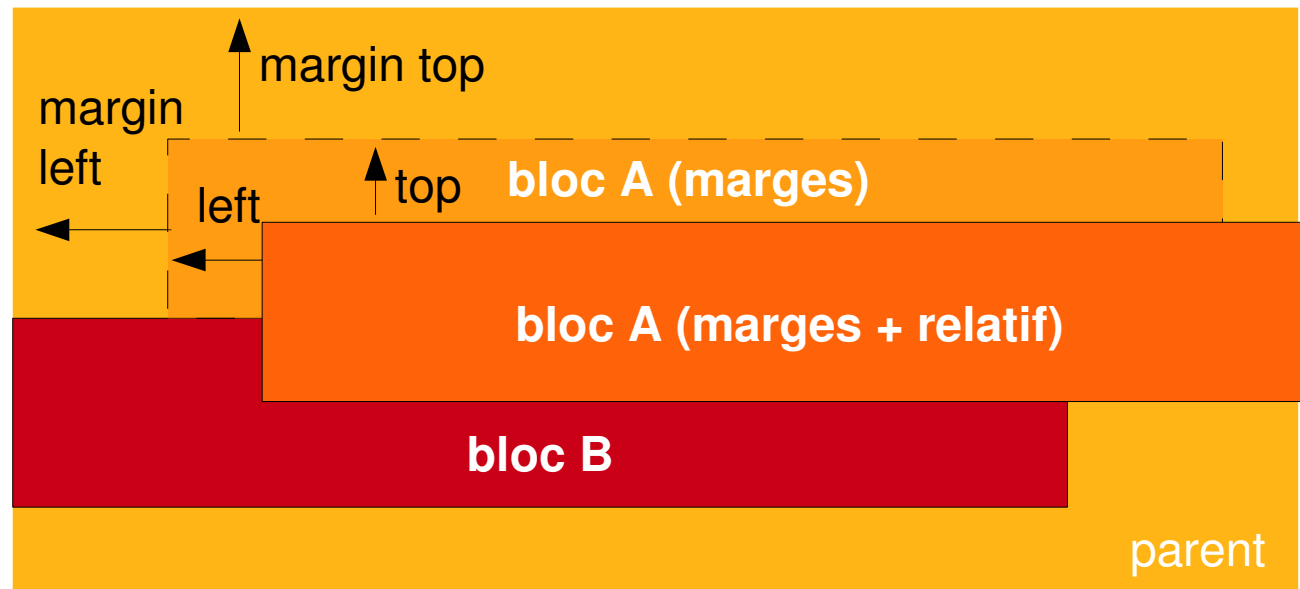 margin top
margin
left
left
top
bloc A (marges)
bloc A (marges + relatif)
bloc B
parent